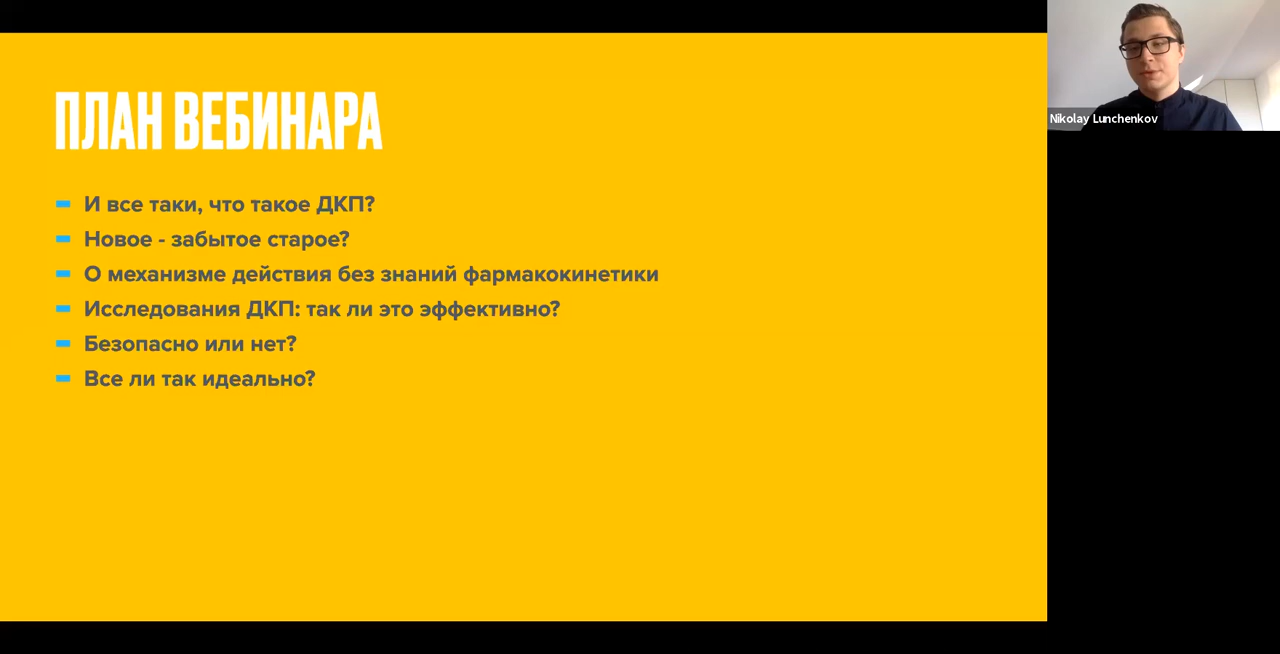 ПЛАН ВЕБИНАРА
И все таки, что такое ДКП?
Новое - забытое старое?
О механизме действия без знаний фармакокинетики
Исследования ДКП: так ли это эффективно?
Безопасно или нет?
Все ли так идеально?
Nikolay Lunchenkov